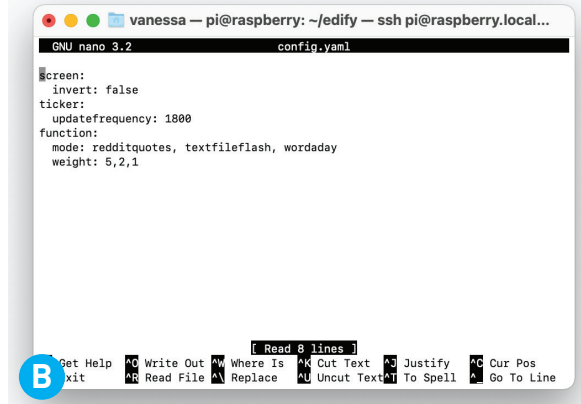 vanessa — pi@raspberry: ~/edify — ssh pi@raspberry.local...
GNU nano 3.2 config.yaml
screen:
  invert: false
ticker:
  updatefrequency: 1800
function:
  mode: redditquotes, textfileflash, wordaday
  weight: 5,2,1
[ Read 8 lines ]
Get Help ^O Write Out ^W Where Is ^K Cut Text ^J Justify ^C Cur Pos
^R Read File ^\ Replace ^U Uncut Text ^T To Spell ^_ Go To Line
B